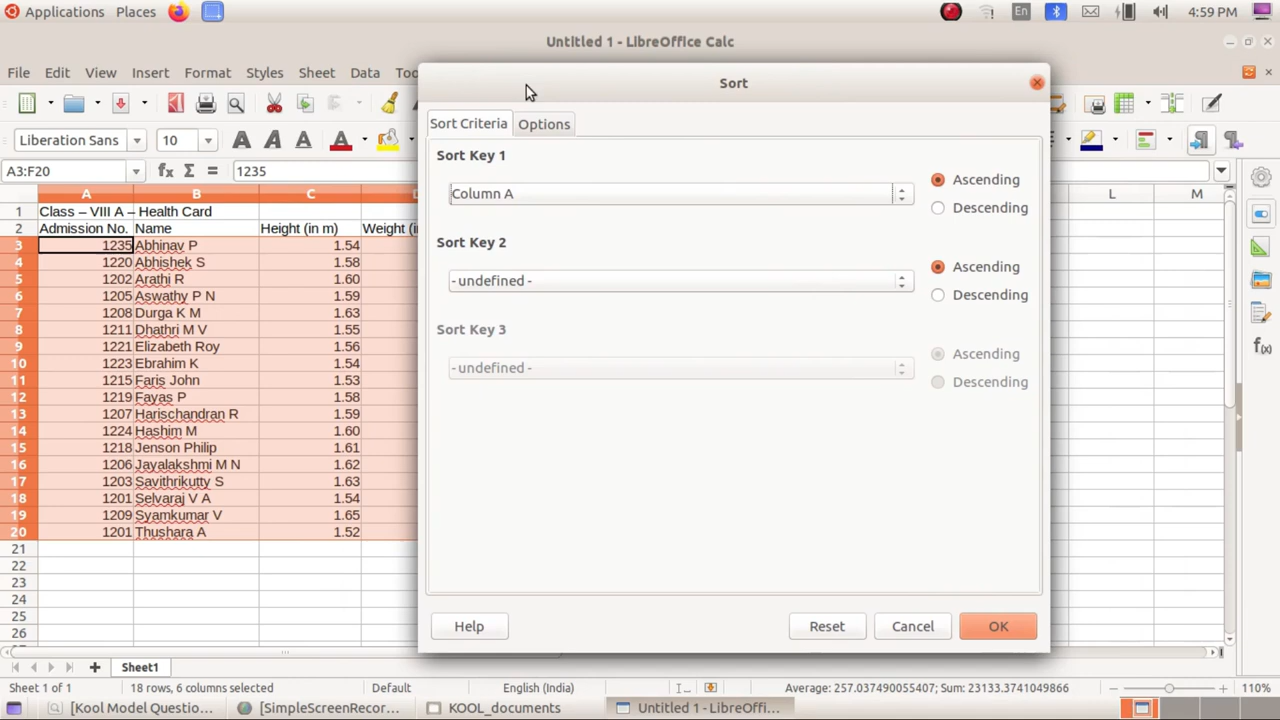 Applications Places En 4:59 PM
Untitled 1 - LibreOffice Calc
File Edit View Insert Format Styles Sheet Data Too
Sort
Sort Criteria Options
Liberation Sans 10
Sort Key 1
A3:F20 1235
Column A Ascending
Descending
A B C L M
1 Class – VIII A – Health Card
2 Admission No. Name Height (in m) Weight (i
Sort Key 2
3 1235 Abhinav P 1.54
4 1220 Abhishek S 1.58
5 1202 Arathi R 1.60
6 1205 Aswathy P N 1.59
7 1208 Durga K M 1.63
8 1211 Dhathri M V 1.55
9 1221 Elizabeth Roy 1.56
10 1223 Ebrahim K 1.54
11 1215 Faris John 1.53
12 1219 Fayas P 1.58
13 1207 Harischandran R 1.59
14 1224 Hashim M 1.60
15 1218 Jenson Philip 1.61
16 1206 Jayalakshmi M N 1.62
17 1203 Savithrikutty S 1.63
18 1201 Selvaraj V A 1.54
19 1209 Syamkumar V 1.65
20 1201 Thushara A 1.52
21
22
23
24
25
26
- undefined - Ascending
Descending
Sort Key 3
- undefined - Ascending
Descending
Help Reset Cancel OK
Sheet1
Sheet 1 of 1 18 rows, 6 columns selected Default English (India) Average: 257.037490055407; Sum: 23133.3741049866 110%
[Kool Model Questio... [SimpleScreenRecor... KOOL_documents Untitled 1 - LibreOffi...